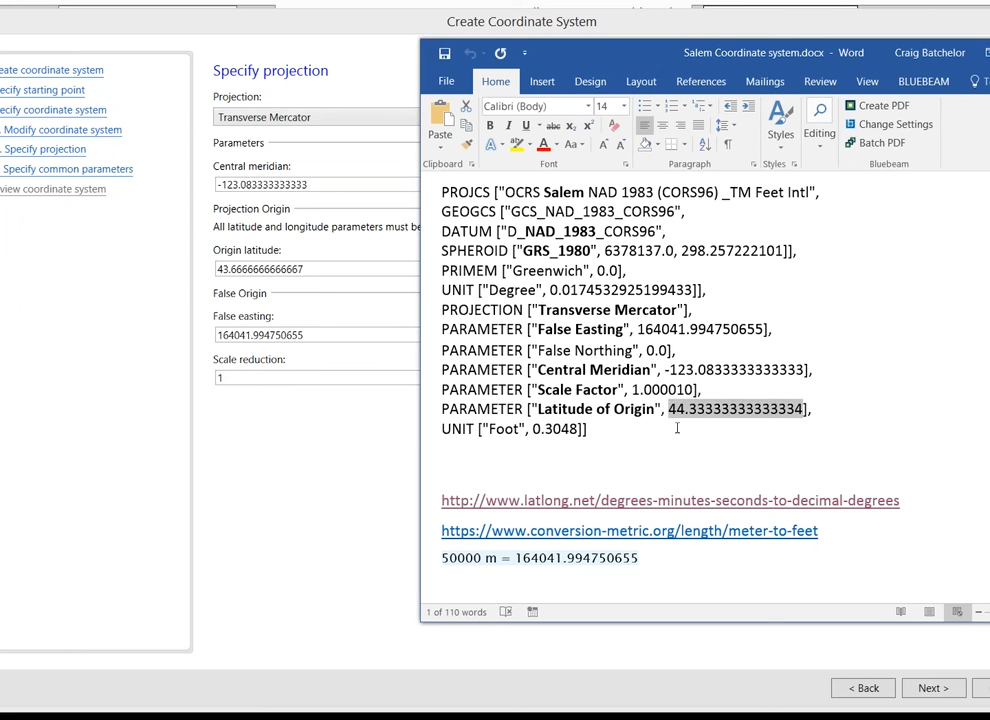 Create Coordinate System
eate coordinate system
ecify starting point
ecify coordinate system
. Modify coordinate system
. Specify projection
Specify common parameters
view coordinate system
Specify projection
Projection:
Transverse Mercator
Parameters
Central meridian:
-123.083333333333
Projection Origin
All latitude and longitude parameters must be
Origin latitude:
43.6666666666667
False Origin
False easting:
164041.994750655
Scale reduction:
1
Salem Coordinate system.docx - Word
Craig Batchelor
File Home Insert Design Layout References Mailings Review View BLUEBEAM
Paste
Clipboard
Calibri (Body) 14
B I U abc x₂ x²
A ab A Aa A A
Font
Paragraph
Styles
Styles
Editing
Create PDF
Change Settings
Batch PDF
Bluebeam
PROJCS ["OCRS Salem NAD 1983 (CORS96) _TM Feet Intl",
GEOGCS ["GCS_NAD_1983_CORS96",
DATUM ["D_NAD_1983_CORS96",
SPHEROID ["GRS_1980", 6378137.0, 298.257222101]],
PRIMEM ["Greenwich", 0.0],
UNIT ["Degree", 0.0174532925199433]],
PROJECTION ["Transverse Mercator"],
PARAMETER ["False Easting", 164041.994750655],
PARAMETER ["False Northing", 0.0],
PARAMETER ["Central Meridian", -123.0833333333333],
PARAMETER ["Scale Factor", 1.000010],
PARAMETER ["Latitude of Origin", 44.33333333333334],
UNIT ["Foot", 0.3048]]
http://www.latlong.net/degrees-minutes-seconds-to-decimal-degrees
https://www.conversion-metric.org/length/meter-to-feet
50000 m = 164041.994750655
1 of 110 words
< Back
Next >